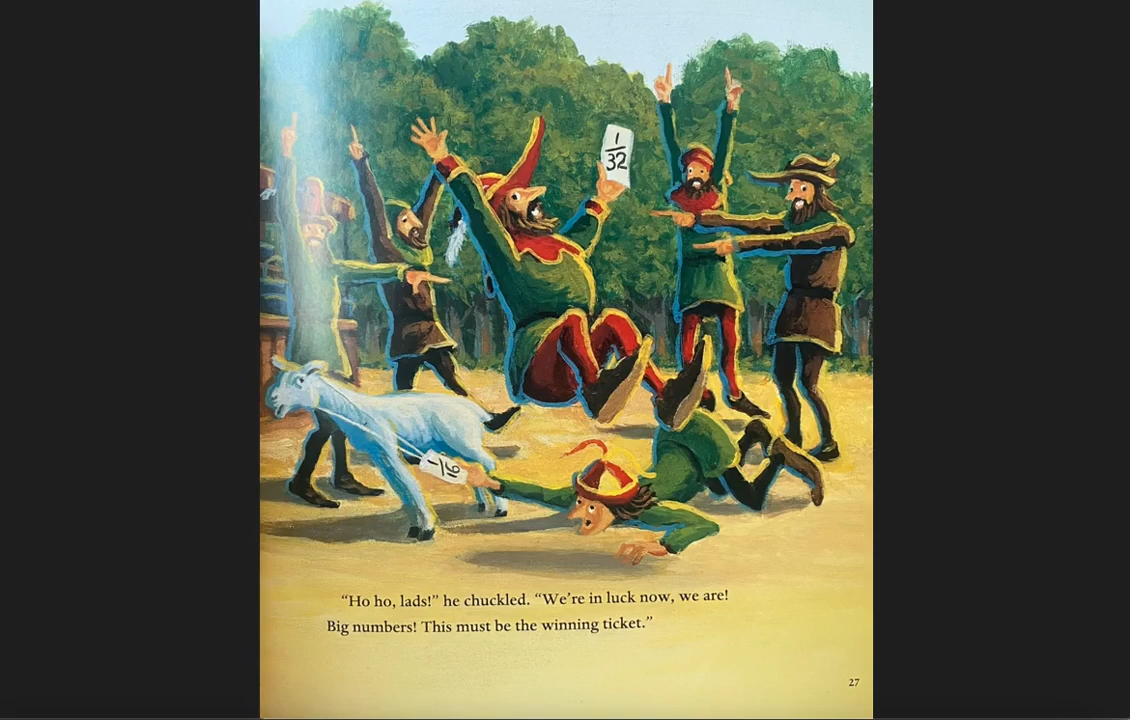 1
32
1
16
“Ho ho, lads!” he chuckled. “We’re in luck now, we are!
Big numbers! This must be the winning ticket.”
27